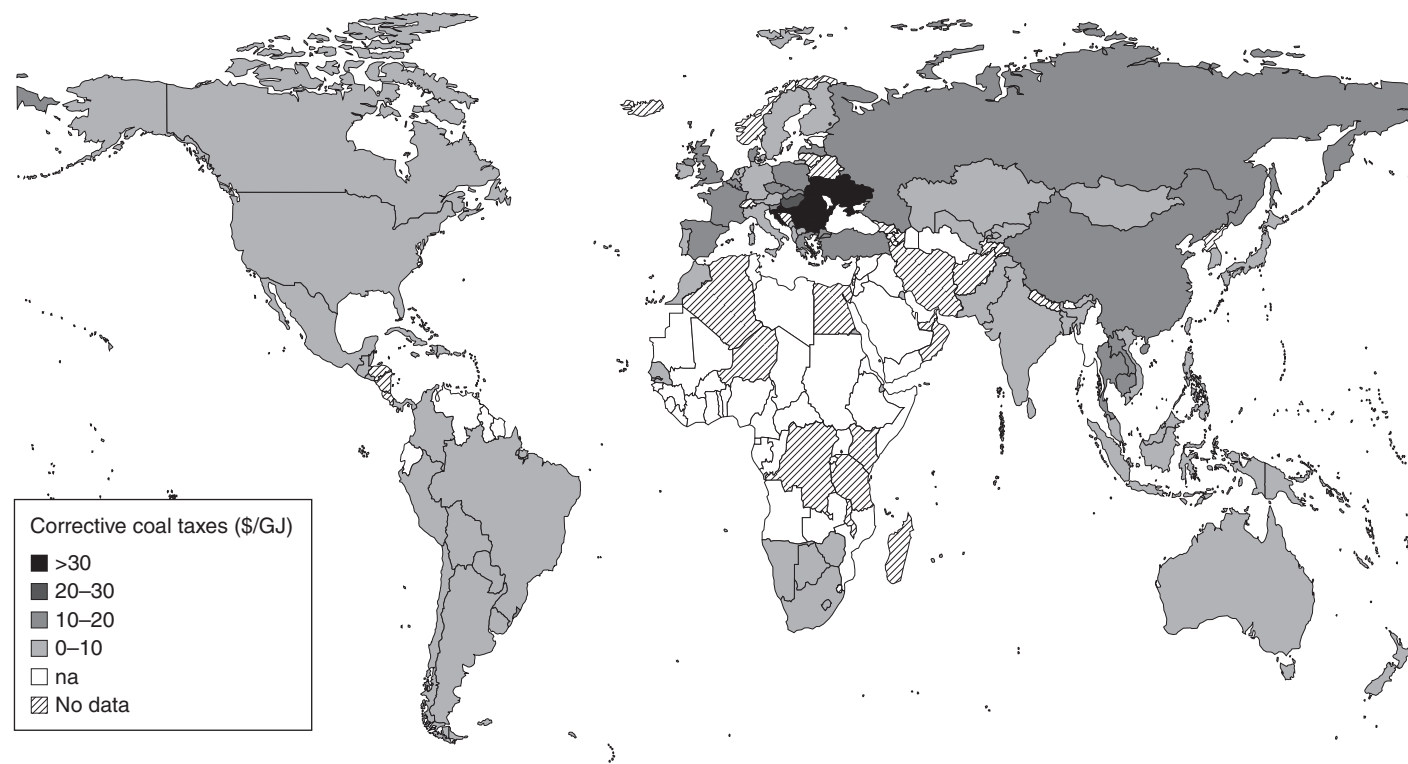 Corrective coal taxes ($/GJ)
>30
20–30
10–20
0–10
na
No data